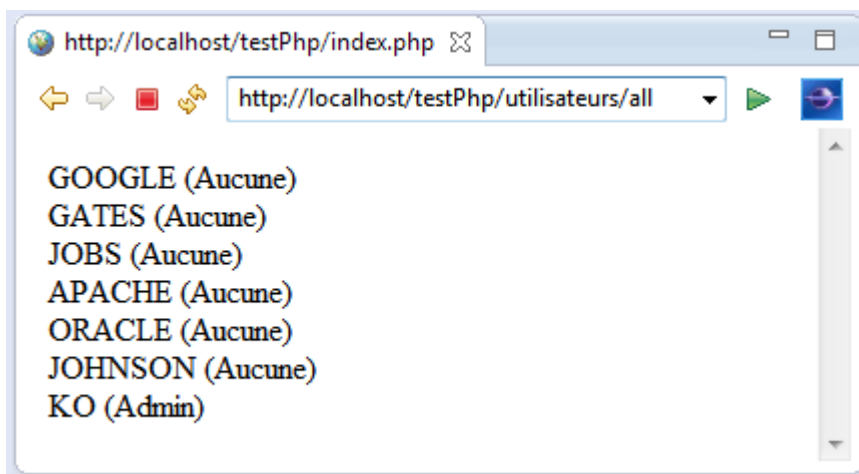 http://localhost/testPhp/index.php
http://localhost/testPhp/utilisateurs/all
GOOGLE (Aucune)
GATES (Aucune)
JOBS (Aucune)
APACHE (Aucune)
ORACLE (Aucune)
JOHNSON (Aucune)
KO (Admin)